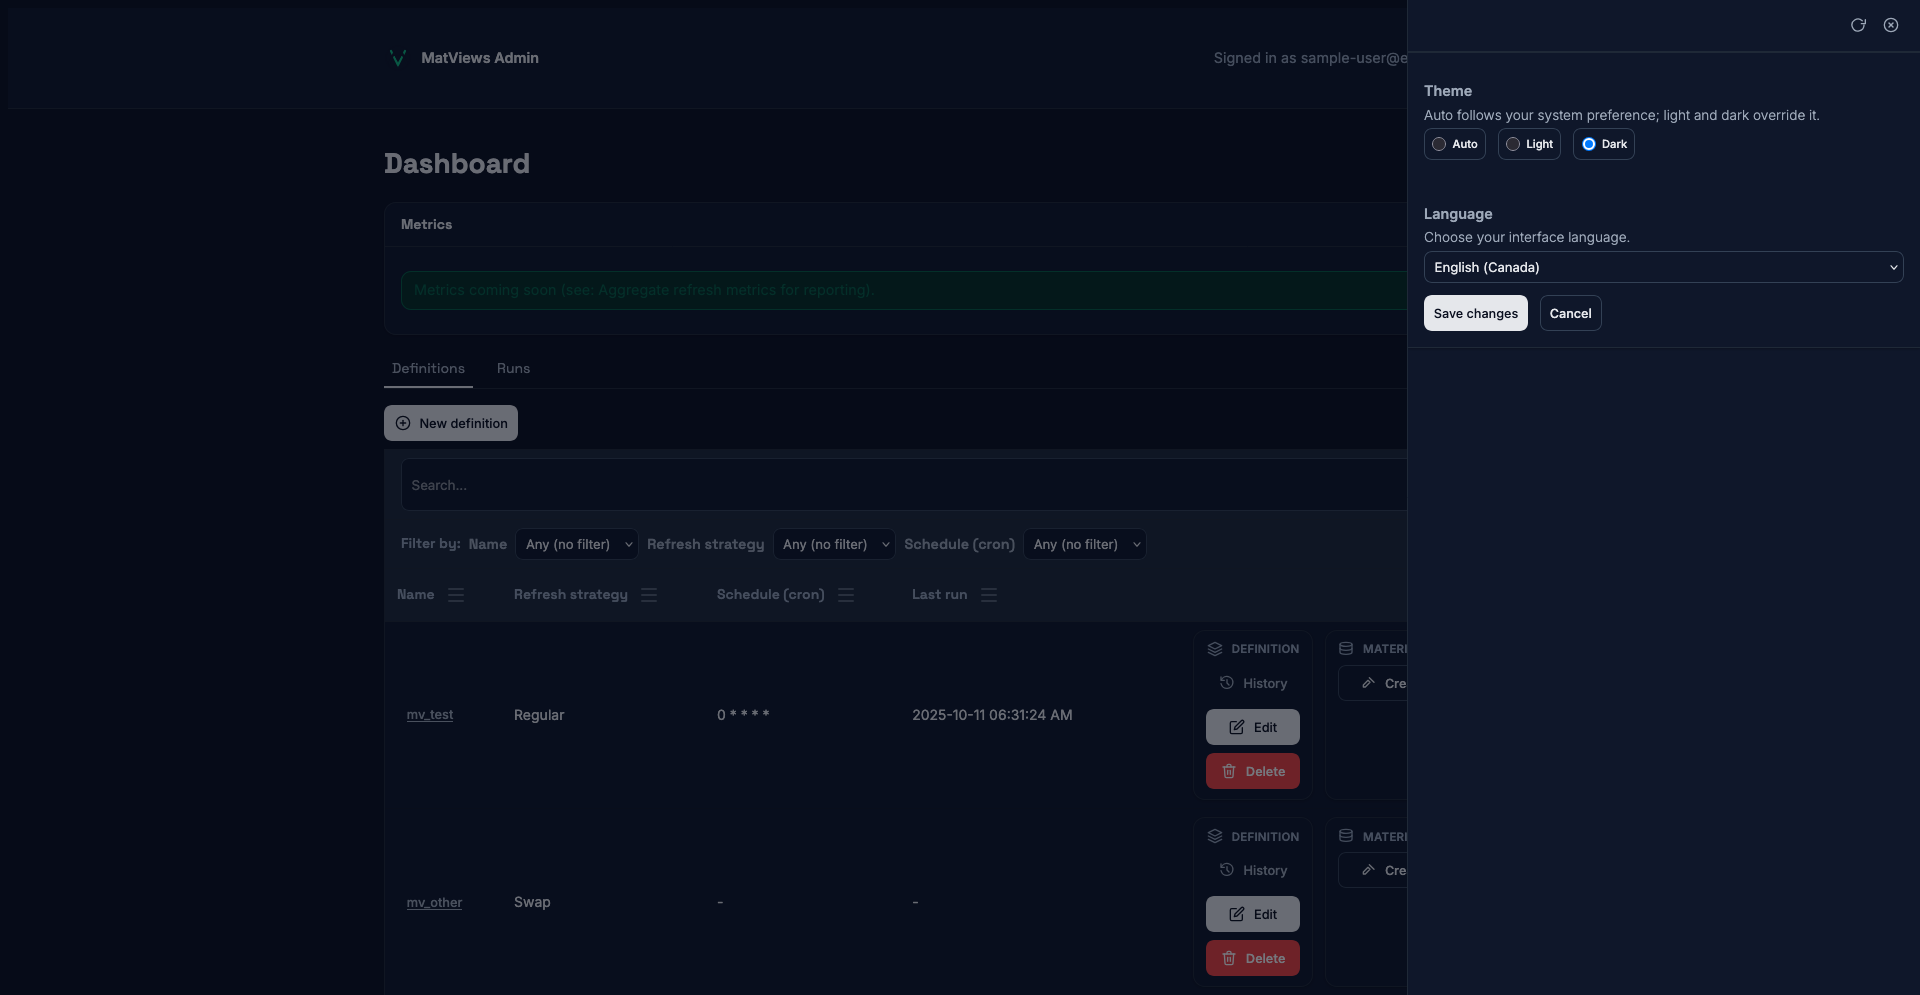 MatViews Admin
Signed in as sample-user@e
Dashboard
Metrics
Metrics coming soon (see: Aggregate refresh metrics for reporting).
Definitions Runs
New definition
Search...
Filter by: Name Any (no filter) Refresh strategy Any (no filter) Schedule (cron) Any (no filter)
Name Refresh strategy Schedule (cron) Last run
DEFINITION MATERI
History Cre
mv_test Regular 0 * * * * 2025-10-11 06:31:24 AM
Edit
Delete
DEFINITION MATERI
History Cre
mv_other Swap - -
Edit
Delete
Theme
Auto follows your system preference; light and dark override it.
Auto Light Dark
Language
Choose your interface language.
English (Canada)
Save changes Cancel